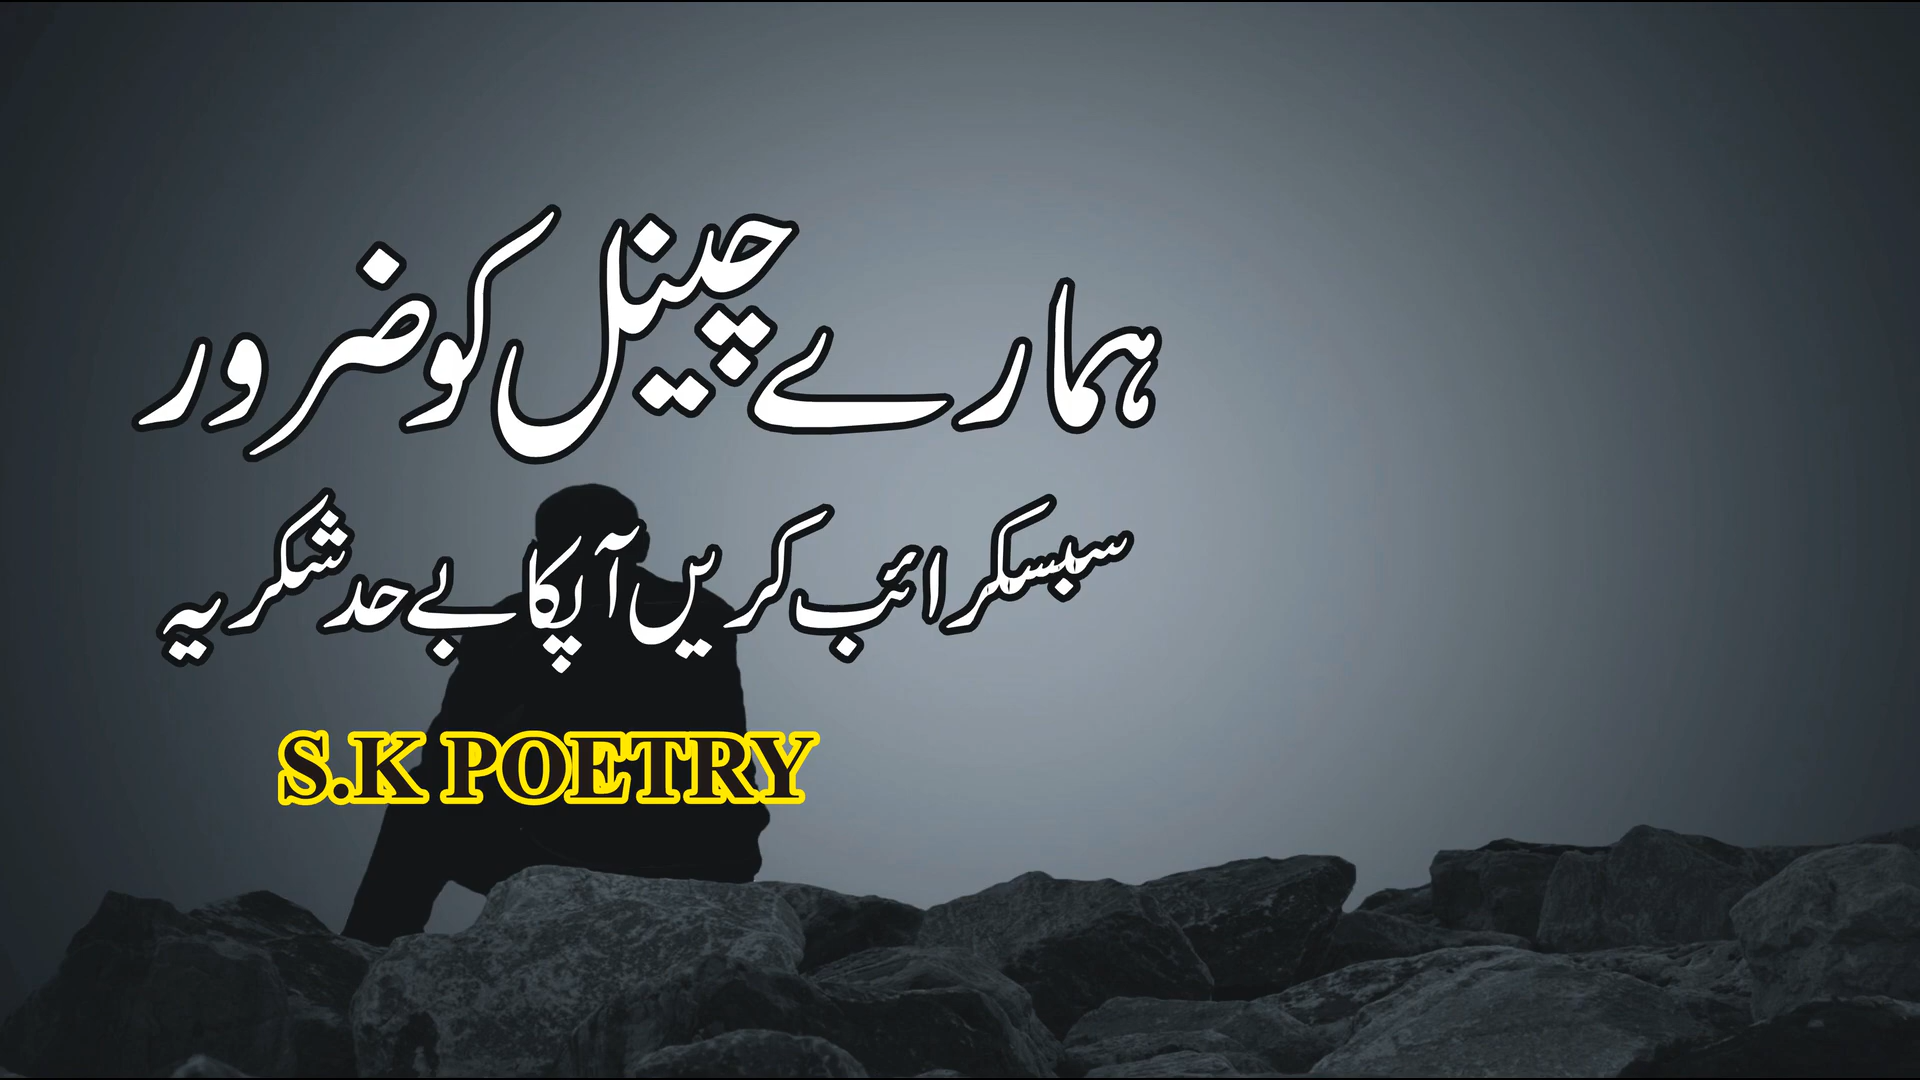 ہمارے چینل کو ضرور
سبسکرائب کریں آپکا بے حد شکریہ
S.K POETRY